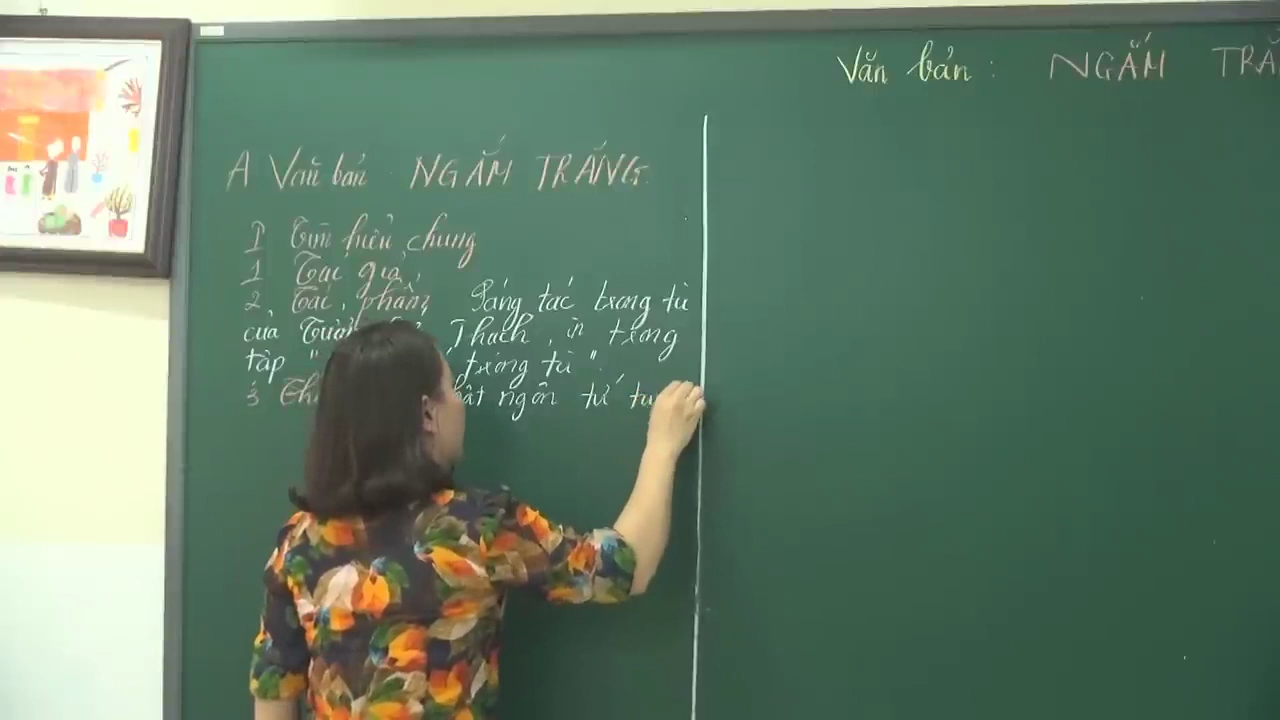 Văn bản : NGẮM TRĂ
A Văn bản NGẮM TRĂNG
I Tìm hiểu chung
1 Tác giả
2, Tác phẩm, Sáng tác trong tù
của Thạch, in trong
tập " trong tù".
3 ngôn tứ tu